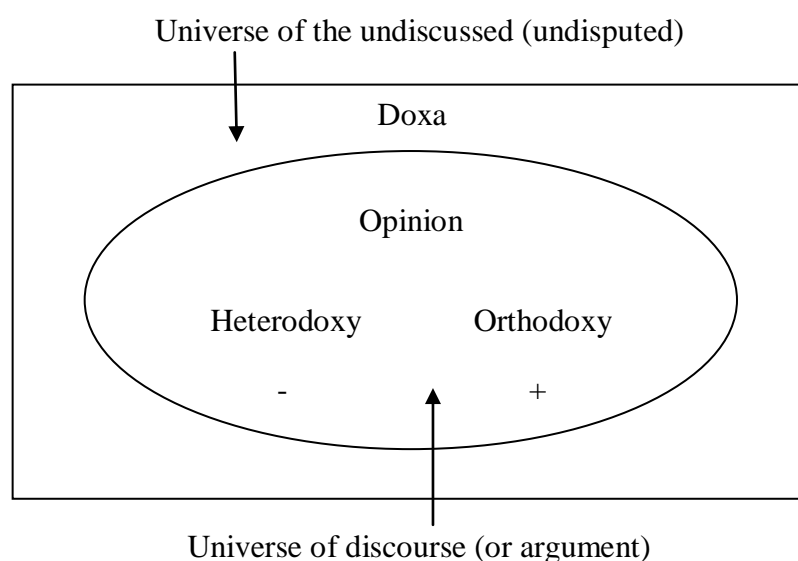 Universe of the undiscussed (undisputed)
Doxa
Opinion
Heterodoxy Orthodoxy
- +
Universe of discourse (or argument)